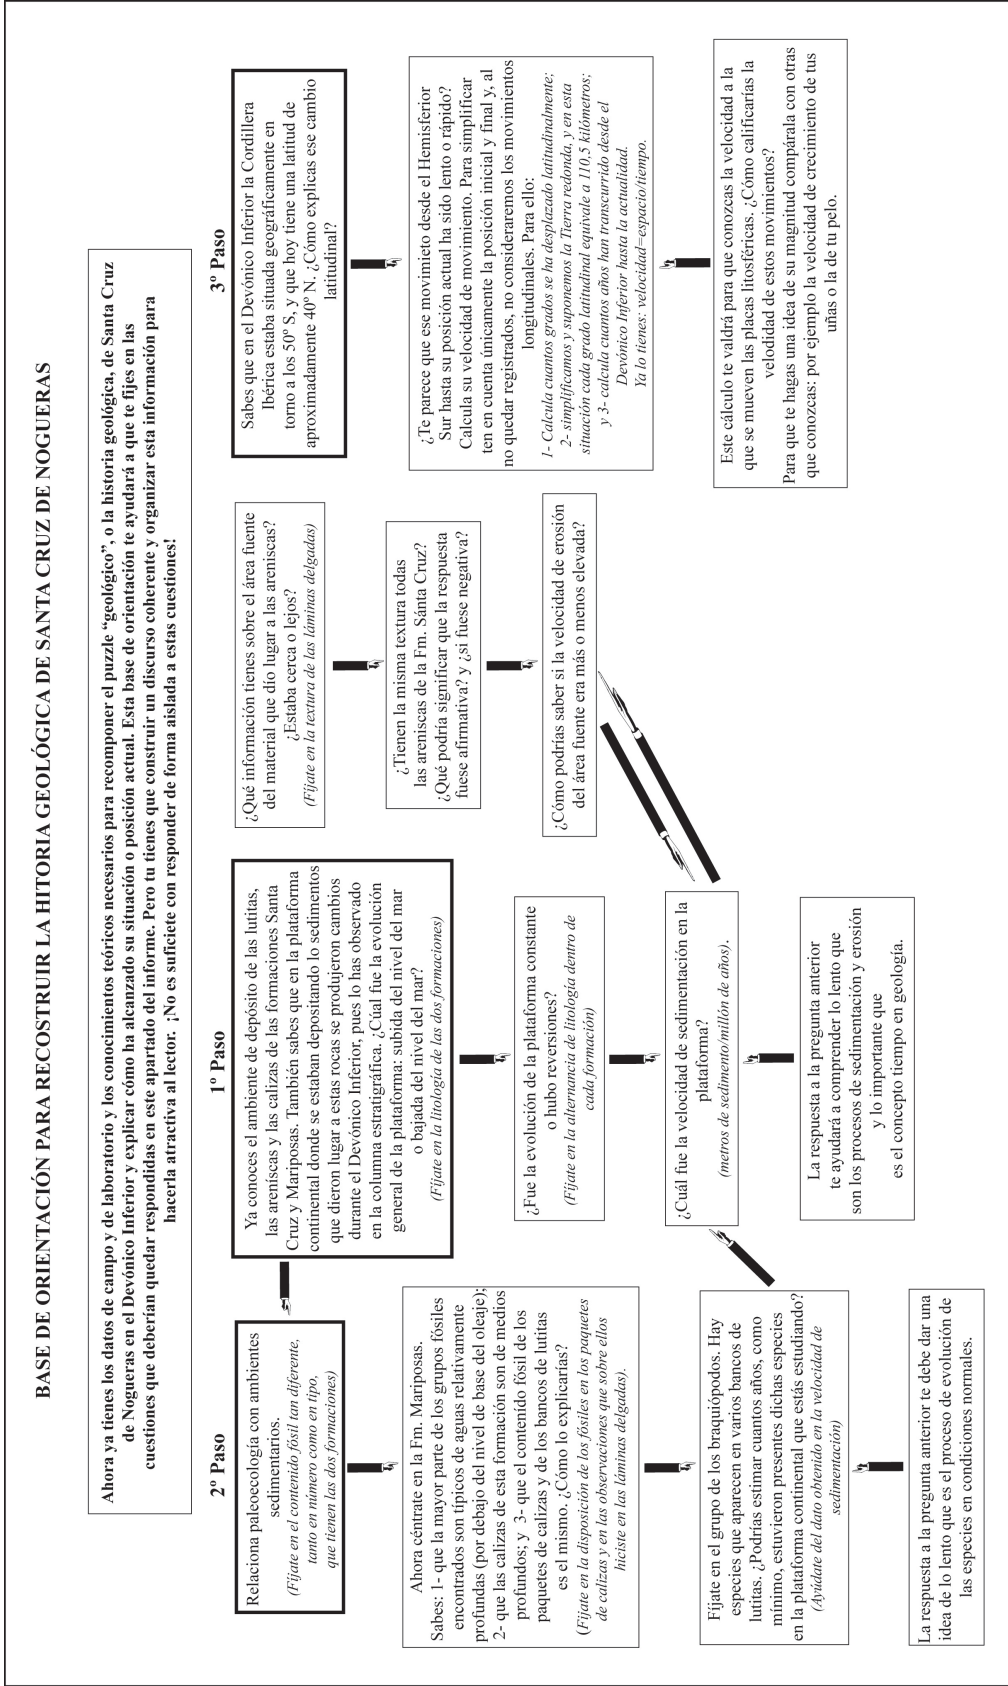 BASE DE ORIENTACIÓN PARA RECOSTRUIR LA HITORIA GEOLÓGICA DE SANTA CRUZ DE NOGUERAS
Ahora ya tienes los datos de campo y de laboratorio y los conocimientos teóricos necesarios para recomponer el puzzle “geológico”, o la historia geológica, de Santa Cruz
de Nogueras en el Devónico Inferior y explicar cómo ha alcanzado su situación o posición actual. Esta base de orientación te ayudará a que te fijes en las
cuestiones que deberían quedar respondidas en este apartado del informe. Pero tu tienes que construir un discurso coherente y organizar esta información para
hacerla atractiva al lector. ¡No es suficiete con responder de forma aislada a estas cuestiones!
2º Paso
Relaciona paleoecología con ambientes
sedimentarios.
(Fíjate en el contenido fósil tan diferente,
tanto en número como en tipo,
que tienen las dos formaciones)
Ahora céntrate en la Fm. Mariposas.
Sabes: 1- que la mayor parte de los grupos fósiles
encontrados son típicos de aguas relativamente
profundas (por debajo del nivel de base del oleaje);
2- que las calizas de esta formación son de medios
profundos; y 3- que el contenido fósil de los
paquetes de calizas y de los bancos de lutitas
es el mismo. ¿Cómo lo explicarías?
(Fíjate en la disposición de los fósiles en los paquetes
de calizas y en las observaciones que sobre ellos
hiciste en las láminas delgadas).
Fíjate en el grupo de los braquiópodos. Hay
especies que aparecen en varios bancos de
lutitas. ¿Podrías estimar cuantos años, como
mínimo, estuvieron presentes dichas especies
en la plataforma continental que estás estudiando?
(Ayúdate del dato obtenido en la velocidad de
sedimentación)
La respuesta a la pregunta anterior te debe dar una
idea de lo lento que es el proceso de evolución de
las especies en condiciones normales.
1º Paso
Ya conoces el ambiente de depósito de las lutitas,
las areniscas y las calizas de las formaciones Santa
Cruz y Mariposas. También sabes que en la plataforma
continental donde se estaban depositando lo sedimentos
que dieron lugar a estas rocas se produjeron cambios
durante el Devónico Inferior, pues lo has observado
en la columna estratigráfica. ¿Cúal fue la evolución
general de la plataforma: subida del nivel del mar
o bajada del nivel del mar?
(Fíjate en la litología de las dos formaciones)
¿Fue la evolución de la plataforma constante
o hubo reversiones?
(Fíjate en la alternancia de litología dentro de
cada formación)
¿Cuál fue la velocidad de sedimentación en la
plataforma?
(metros de sedimento/millón de años),
La respuesta a la pregunta anterior
te ayudará a comprender lo lento que
son los procesos de sedimentación y erosión
y lo importante que
es el concepto tiempo en geología.
¿Qué información tienes sobre el área fuente
del material que dío lugar a las areniscas?
¿Estaba cerca o lejos?
(Fíjate en la textura de las láminas delgadas)
¿Tienen la misma textura todas
las areniscas de la Fm. Sánta Cruz?
¿Qué podría significar que la respuesta
fuese afirmativa? y ¿si fuese negativa?
¿Cómo podrías saber si la velocidad de erosión
del área fuente era más o menos elevada?
3º Paso
Sabes que en el Devónico Inferior la Cordillera
Ibérica estaba situada geográficamente en
torno a los 50º S, y que hoy tiene una latitud de
aproximadamente 40º N. ¿Cómo explicas ese cambio
latitudinal?
¿Te parece que ese movimieto desde el Hemisferior
Sur hasta su posición actual ha sido lento o rápido?
Calcula su velocidad de movimento. Para simplificar
ten en cuenta únicamente la posición inicial y final y, al
no quedar registrados, no consideraremos los movimientos
longitudinales. Para ello:
1- Calcula cuantos grados se ha desplazado latitudinalmente;
2- simplificamos y suponemos la Tierra redonda, y en esta
situación cada grado latitudinal equivale a 110,5 kilómetros;
y 3- calcula cuantos años han transcurrido desde el
Devónico Inferior hasta la actualidad.
Ya lo tienes: velocidad=espacio/tiempo.
Este cálculo te valdrá para que conozcas la velocidad a la
que se mueven las placas litosféricas. ¿Cómo calificarías la
velodidad de estos movimientos?
Para que te hagas una idea de su magnitud compárala con otras
que conozcas: por ejemplo la velocidad de crecimiento de tus
uñas o la de tu pelo.